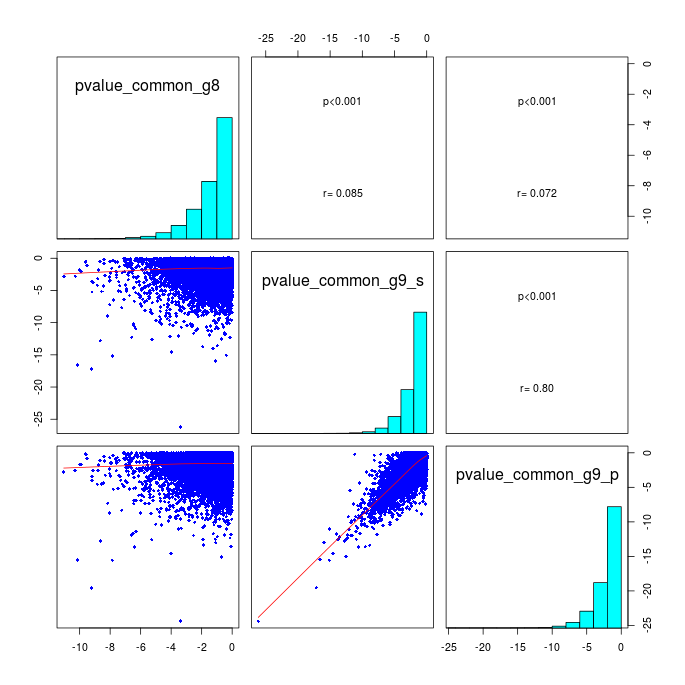 -25 -15 -10 -5 0
pvalue_common_g8
p<0.001
p<0.001
r= 0.085
r= 0.072
0
-2
-4
-6
-8
-10
0
-5
-10
-15
-20
-25
pvalue_common_g9_s
p<0.001
r= 0.80
pvalue_common_g9_p
0
-5
-10
-15
-20
-25
-10 -8 -6 -4 -2 0
-25 -20 -15 -10 -5 0